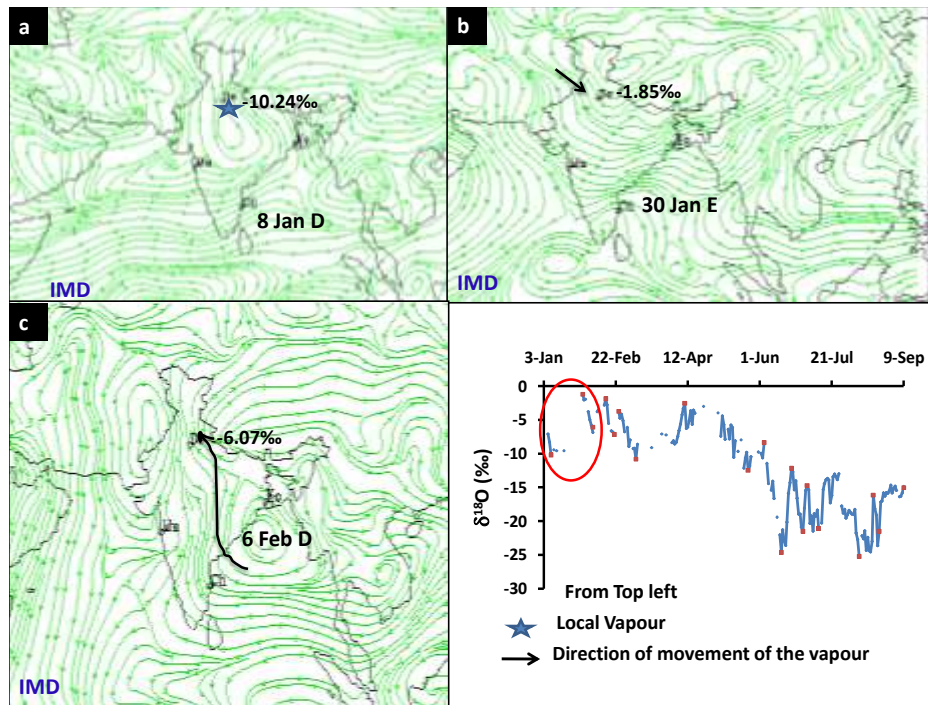 a
-10.24‰
8 Jan D
IMD
b
-1.85‰
30 Jan E
IMD
c
-6.07‰
6 Feb D
IMD
3-Jan 12-Apr 1-Jun 9-Sep
22-Feb 21-Jul
0
-5
-10
-15
-20
-25
-30
δ18O (‰)
From Top left
Local Vapour
Direction of movement of the vapour